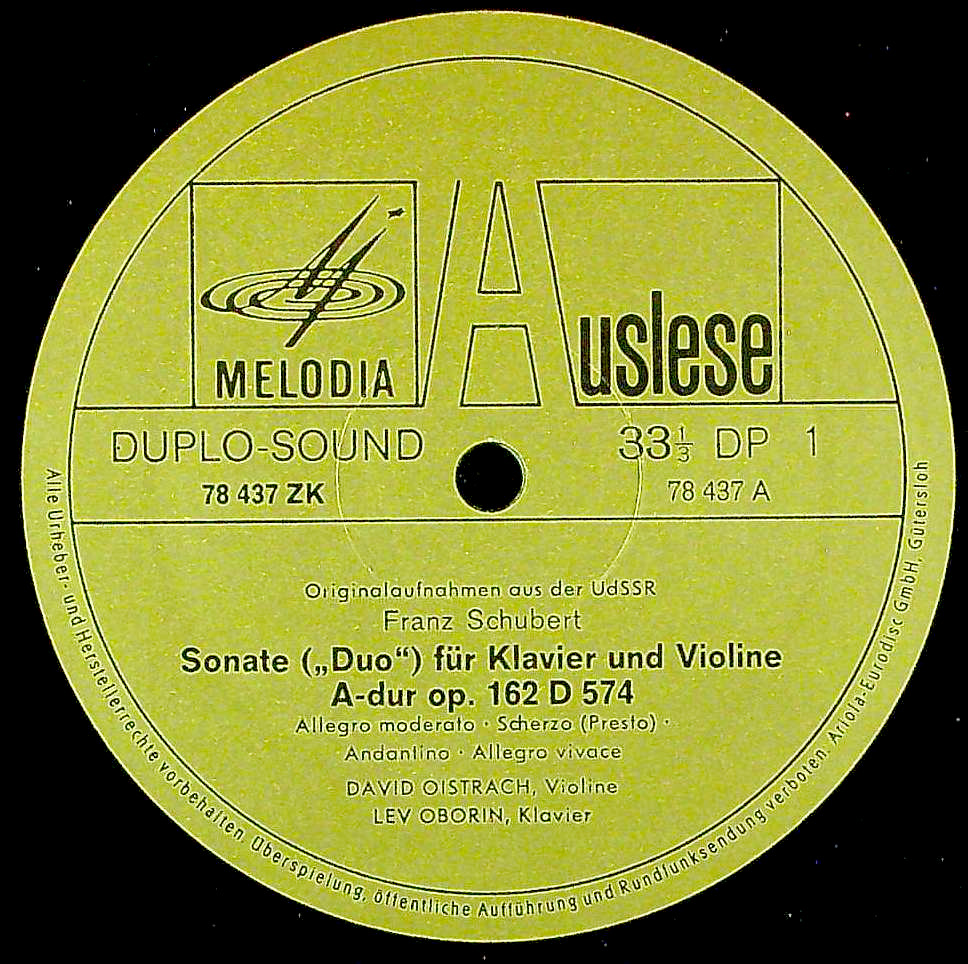 MELODIA
Auslese
DUPLO-SOUND
33 1/3 DP 1
78 437 ZK
78 437 A
Originalaufnahmen aus der UdSSR
Franz Schubert
Sonate („Duo“) für Klavier und Violine
A-dur op. 162 D 574
Allegro moderato · Scherzo (Presto) ·
Andantino · Allegro vivace
DAVID OISTRACH, Violine
LEV OBORIN, Klavier
Alle Urheber- und Herstellerrechte vorbehalten. Überspielung, öffentliche Aufführung und Rundfunksendung verboten. Ariola-Eurodisc GmbH, Gütersloh